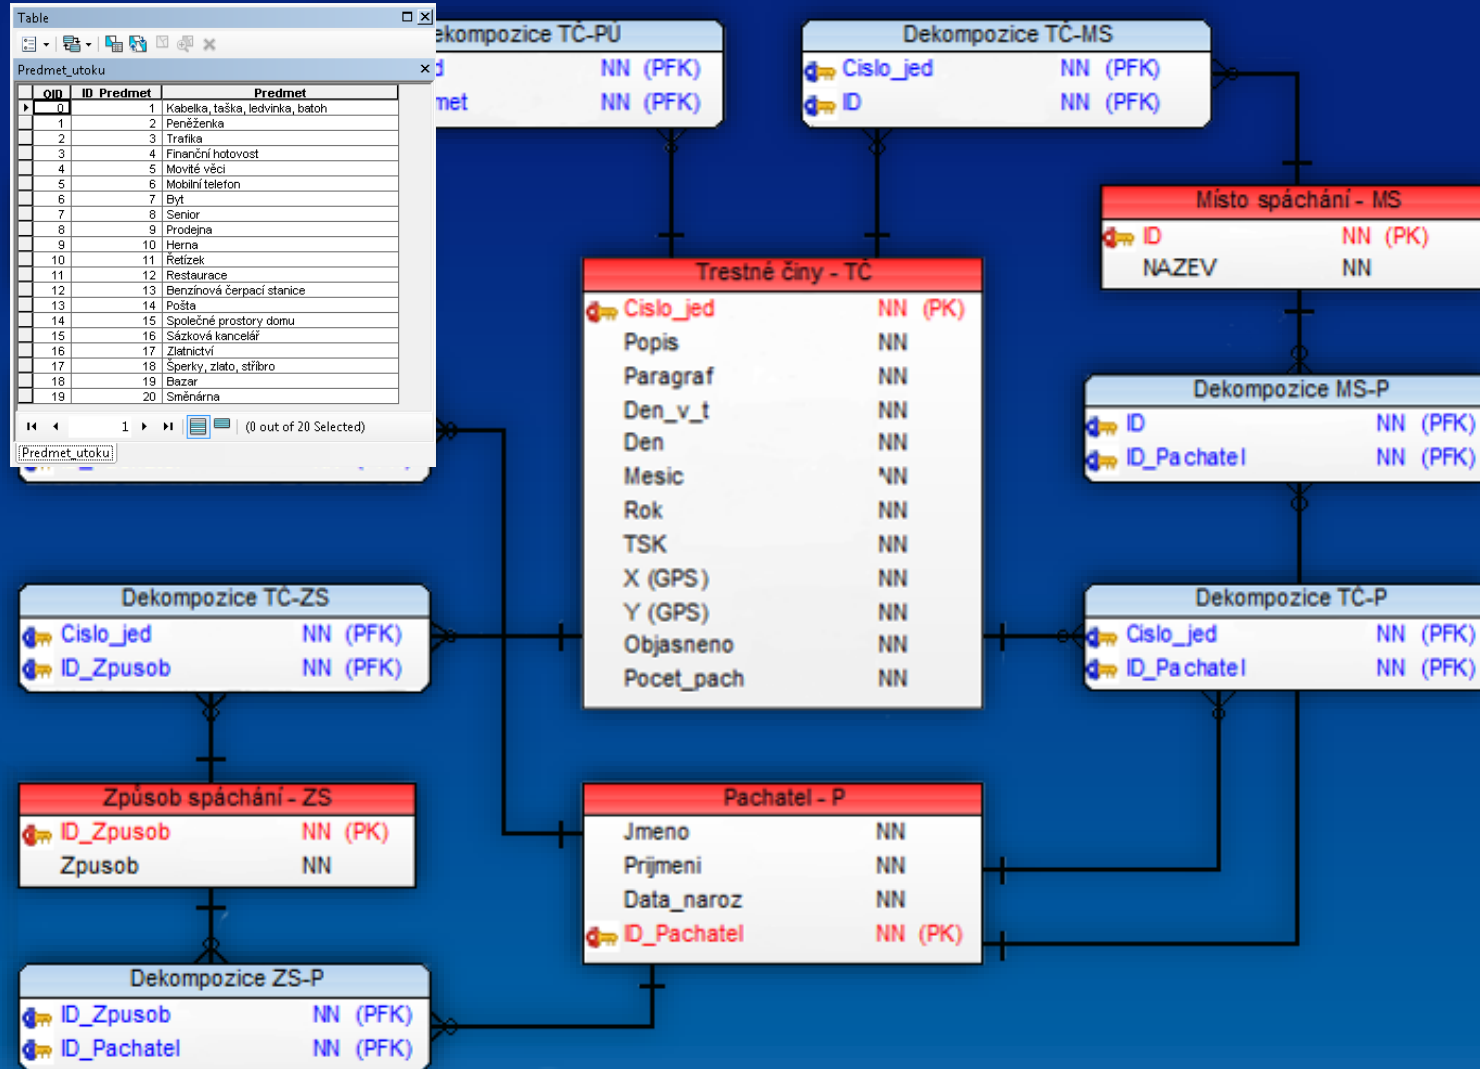 Table
Predmet_utoku
OID ID_Predmet Predmet
0 1 Kabelka, taška, ledvinka, batoh
1 2 Peněženka
2 3 Trafika
3 4 Finanční hotovost
4 5 Movité věci
5 6 Mobilní telefon
6 7 Byt
7 8 Senior
8 9 Prodejna
9 10 Herna
10 11 Řetízek
11 12 Restaurace
12 13 Benzínová čerpací stanice
13 14 Pošta
14 15 Společné prostory domu
15 16 Sázková kancelář
16 17 Zlatnictví
17 18 Šperky, zlato, stříbro
18 19 Bazar
19 20 Směnárna
1 (0 out of 20 Selected)
Predmet_utoku
ekompozice TČ-PÚ
d NN (PFK)
met NN (PFK)
Dekompozice TČ-MS
Cislo_jed NN (PFK)
ID NN (PFK)
Místo spáchání - MS
ID NN (PK)
NAZEV NN
Trestné činy - TČ
Cislo_jed NN (PK)
Popis NN
Paragraf NN
Den_v_t NN
Den NN
Mesic NN
Rok NN
TSK NN
X (GPS) NN
Y (GPS) NN
Objasneno NN
Pocet_pach NN
Dekompozice MS-P
ID NN (PFK)
ID_Pachatel NN (PFK)
Dekompozice TČ-ZS
Cislo_jed NN (PFK)
ID_Zpusob NN (PFK)
Dekompozice TČ-P
Cislo_jed NN (PFK)
ID_Pachatel NN (PFK)
Způsob spáchání - ZS
ID_Zpusob NN (PK)
Zpusob NN
Pachatel - P
Jmeno NN
Prijmeni NN
Data_naroz NN
ID_Pachatel NN (PK)
Dekompozice ZS-P
ID_Zpusob NN (PFK)
ID_Pachatel NN (PFK)